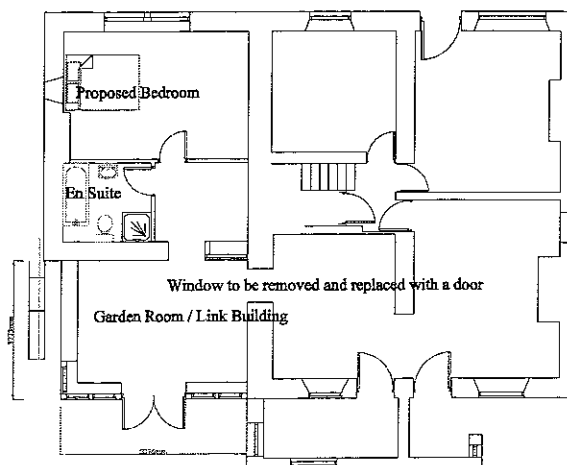 Proposed Bedroom
En Suite
Window to be removed and replaced with a door
Garden Room / Link Building